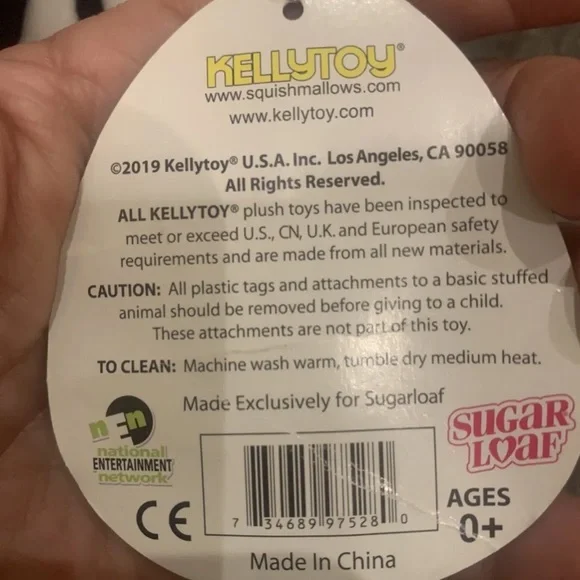 KELLYTOY®
www.squishmallows.com
www.kellytoy.com
©2019 Kellytoy® U.S.A. Inc. Los Angeles, CA 90058
All Rights Reserved.
ALL KELLYTOY® plush toys have been inspected to
meet or exceed U.S., CN, U.K. and European safety
requirements and are made from all new materials.
CAUTION: All plastic tags and attachments to a basic stuffed
animal should be removed before giving to a child.
These attachments are not part of this toy.
TO CLEAN: Machine wash warm, tumble dry medium heat.
Made Exclusively for Sugarloaf
nen
national
ENTERTAINMENT
network
SUGAR
LOAF
CE
7 34689 97528 0
AGES
0+
Made In China